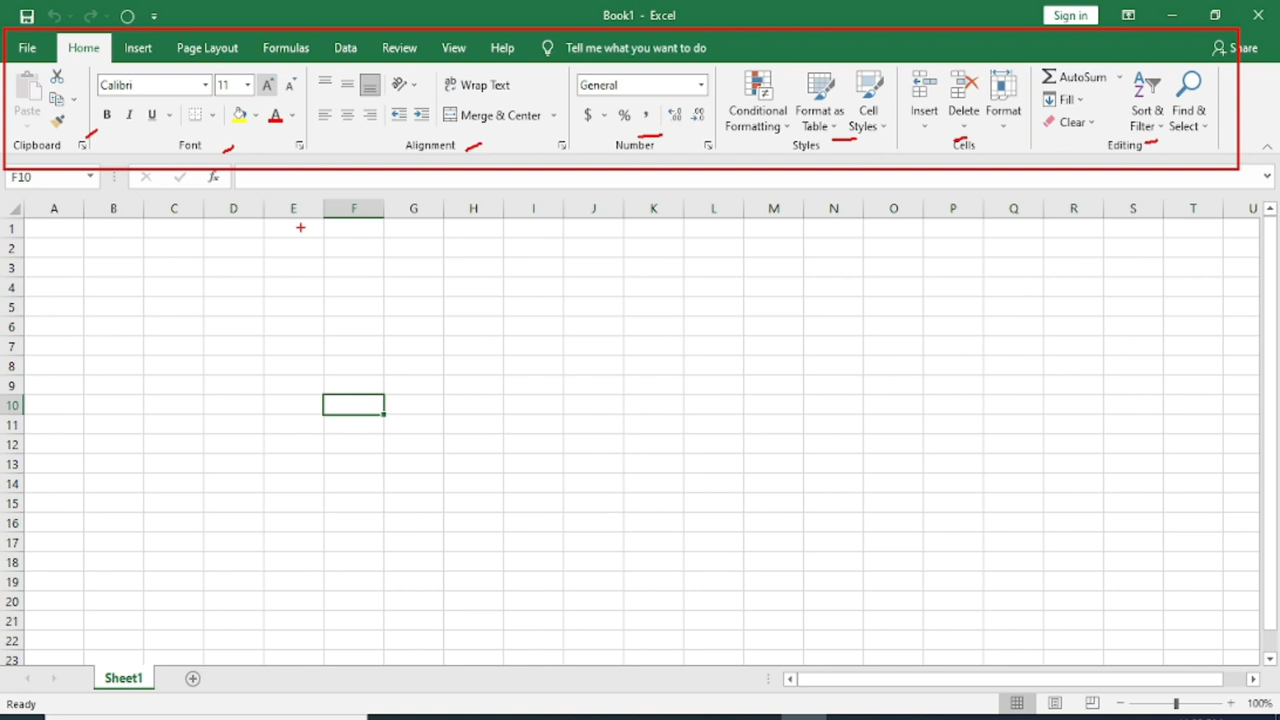 Book1 - Excel
Sign in
File Home Insert Page Layout Formulas Data Review View Help Tell me what you want to do Share
Paste
Calibri 11
B I U
Wrap Text
Merge & Center
General
$ % ,
Conditional Formatting
Format as Table
Cell Styles
Insert Delete Format
AutoSum
Fill
Clear
Sort & Filter
Find & Select
Clipboard Font Alignment Number Styles Cells Editing
F10 fx
A B C D E F G H I J K L M N O P Q R S T U
1
2
3
4
5
6
7
8
9
10
11
12
13
14
15
16
17
18
19
20
21
22
23
Sheet1
Ready 100%